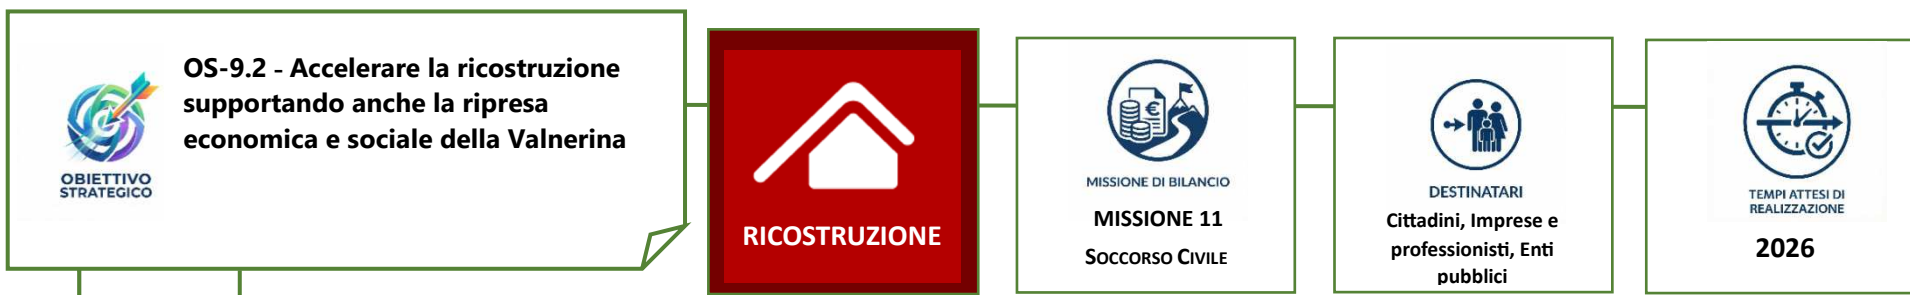 OS-9.2 - Accelerare la ricostruzione
supportando anche la ripresa
economica e sociale della Valnerina
OBIETTIVO
STRATEGICO
RICOSTRUZIONE
MISSIONE DI BILANCIO
MISSIONE 11
SOCCORSO CIVILE
DESTINATARI
Cittadini, Imprese e
professionisti, Enti
pubblici
TEMPI ATTESI DI
REALIZZAZIONE
2026